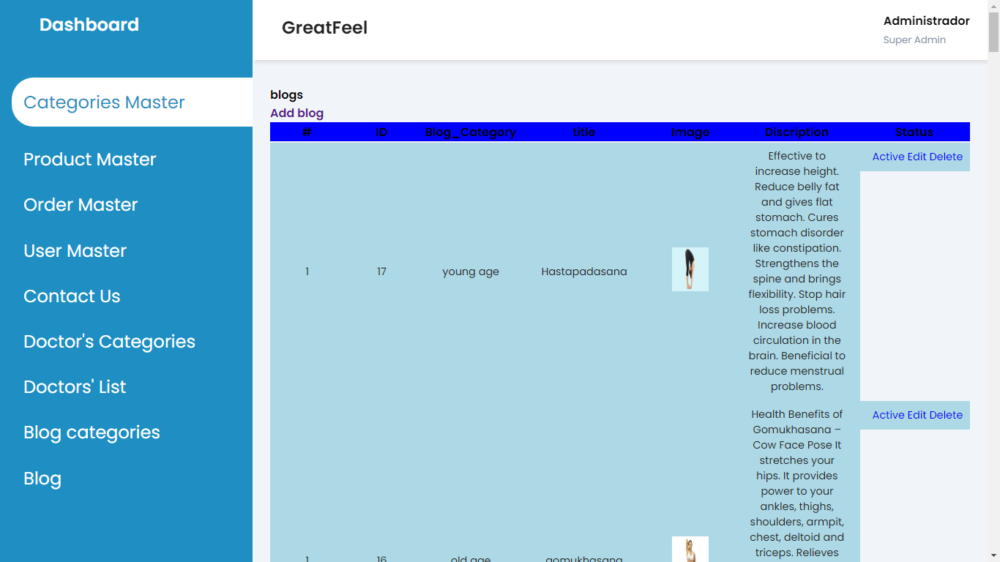 Dashboard
Categories Master
Product Master
Order Master
User Master
Contact Us
Doctor's Categories
Doctors' List
Blog categories
Blog
GreatFeel
Administrador
Super Admin
blogs
Add blog
# ID Blog_Category title Image Discription Status
1 17 young age Hastapadasana
Effective to
increase height.
Reduce belly fat
and gives flat
stomach. Cures
stomach disorder
like constipation.
Strengthens the
spine and brings
flexibility. Stop hair
loss problems.
Increase blood
circulation in the
brain. Beneficial to
reduce menstrual
problems.
Active Edit Delete
1 16 old age gomukhasana
Health Benefits of
Gomukhasana –
Cow Face Pose It
stretches your
hips. It provides
power to your
ankles, thighs,
shoulders, armpit,
chest, deltoid and
triceps. Relieves
Active Edit Delete